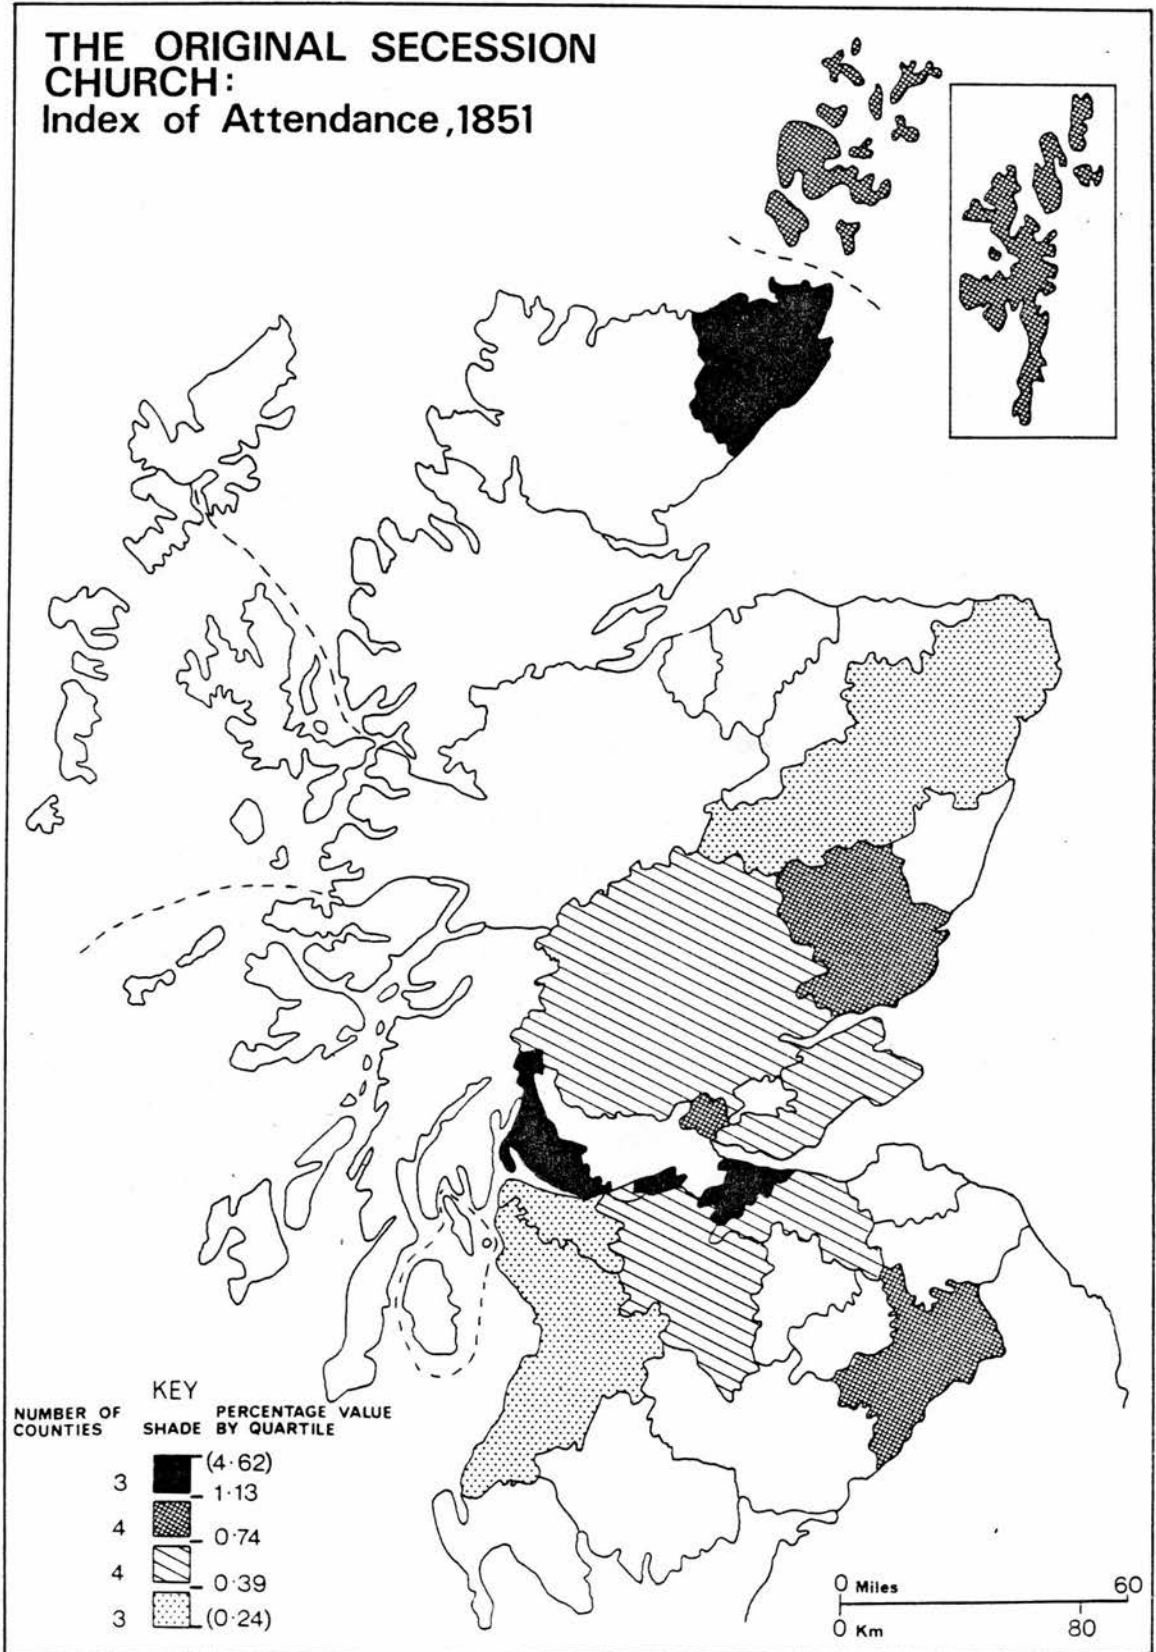 THE ORIGINAL SECESSION
CHURCH:
Index of Attendance, 1851
KEY
NUMBER OF COUNTIES
SHADE
PERCENTAGE VALUE BY QUARTILE
(4·62)
3
1·13
4
0·74
4
0·39
3
(0·24)
0 Miles 60
0 Km 80